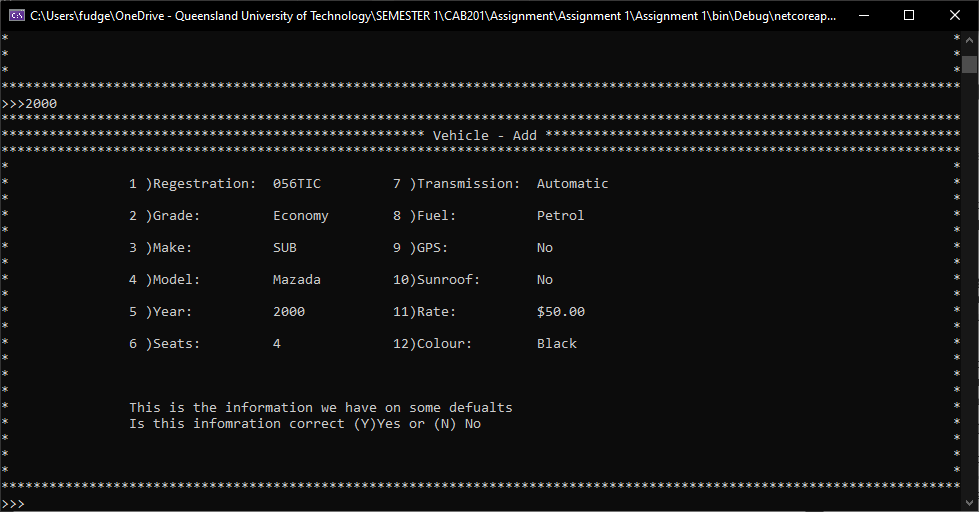 C:\Users\fudge\OneDrive - Queensland University of Technology\SEMESTER 1\CAB201\Assignment\Assignment 1\Assignment 1\bin\Debug\netcoreap...
* *
* *
* *
************************************************************************************************************************
>>>2000
************************************************************************************************************************
***************************************************** Vehicle - Add ****************************************************
************************************************************************************************************************
* *
* 1 )Regestration: 056TIC 7 )Transmission: Automatic *
* *
* 2 )Grade: Economy 8 )Fuel: Petrol *
* *
* 3 )Make: SUB 9 )GPS: No *
* *
* 4 )Model: Mazada 10)Sunroof: No *
* *
* 5 )Year: 2000 11)Rate: $50.00 *
* *
* 6 )Seats: 4 12)Colour: Black *
* *
* *
* *
* This is the information we have on some defualts *
* Is this infomration correct (Y)Yes or (N) No *
* *
* *
* *
************************************************************************************************************************
>>>